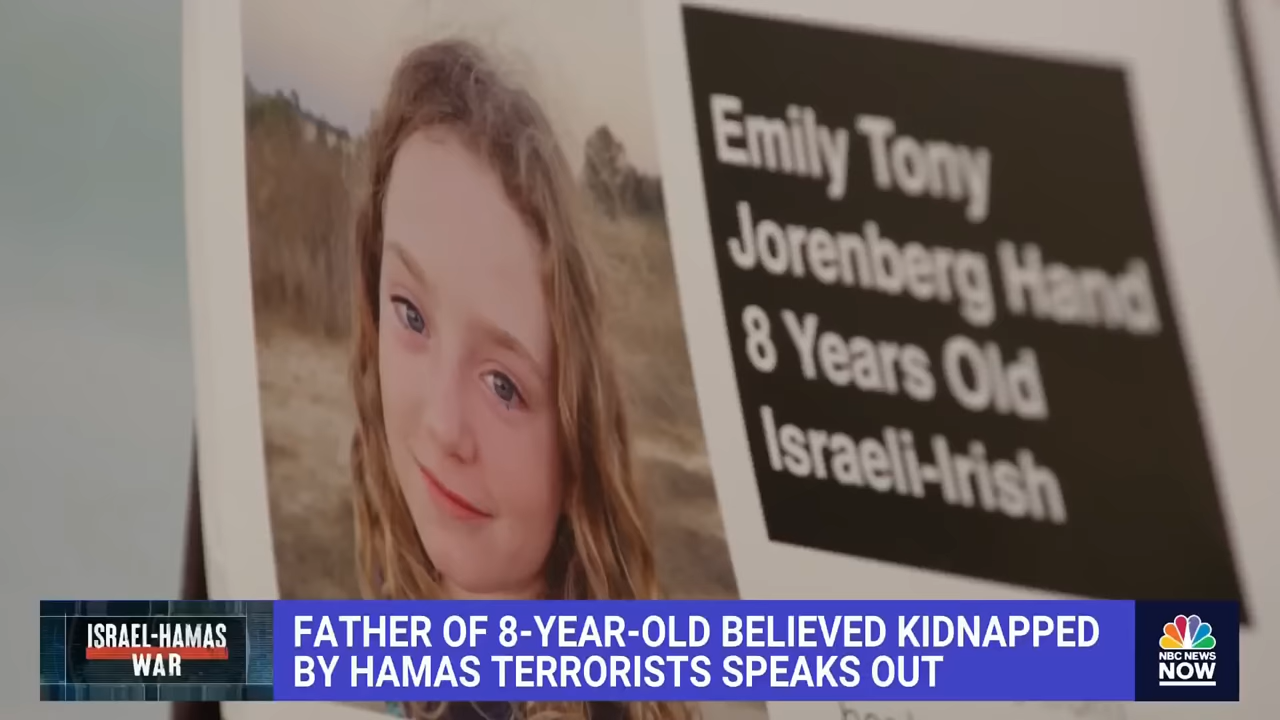 Emily Tony
Jorenberg Hand
8 Years Old
Israeli-Irish
ISRAEL-HAMAS
WAR
FATHER OF 8-YEAR-OLD BELIEVED KIDNAPPED
BY HAMAS TERRORISTS SPEAKS OUT
NBC NEWS
NOW